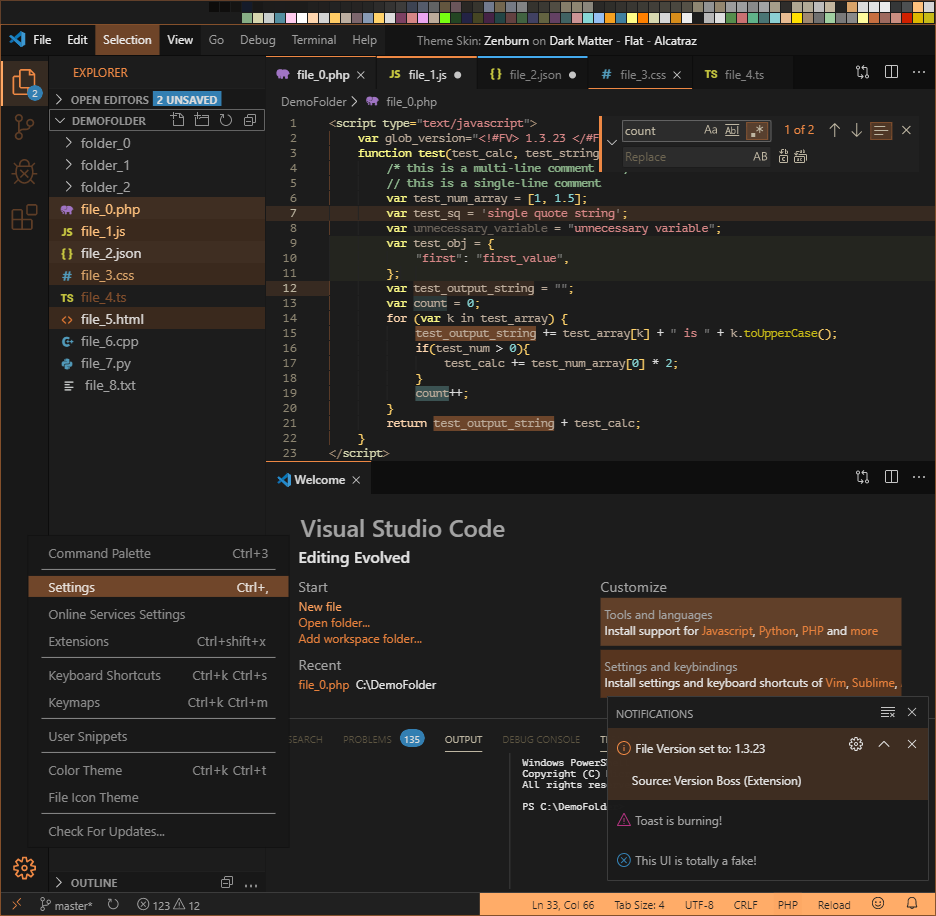 File Edit Selection View Go Debug Terminal Help Theme Skin: Zenburn on Dark Matter - Flat - Alcatraz
EXPLORER
2
OPEN EDITORS 2 UNSAVED
DEMOFOLDER
folder_0
folder_1
folder_2
file_0.php
JS file_1.js
{} file_2.json
# file_3.css
TS file_4.ts
<> file_5.html
file_6.cpp
file_7.py
file_8.txt
file_0.php JS file_1.js {} file_2.json # file_3.css TS file_4.ts
DemoFolder file_0.php
1 <script type="text/javascript">
2 var glob_version="<!#FV> 1.3.23 </#F
3 function test(test_calc, test_string
4 /* this is a multi-line comment
5 // this is a single-line comment
6 var test_num_array = [1, 1.5];
7 var test_sq = 'single quote string';
8 var unnecessary_variable = "unnecessary variable";
9 var test_obj = {
10 "first": "first_value",
11 };
12 var test_output_string = "";
13 var count = 0;
14 for (var k in test_array) {
15 test_output_string += test_array[k] + " is " + k.toUpperCase();
16 if(test_num > 0){
17 test_calc += test_num_array[0] * 2;
18 }
19 count++;
20 }
21 return test_output_string + test_calc;
22 }
23 </script>
count Aa Abl .* 1 of 2
Replace AB
Welcome
Visual Studio Code
Editing Evolved
Start
New file
Open folder...
Add workspace folder...
Recent
file_0.php C:\DemoFolder
Customize
Tools and languages
Install support for Javascript, Python, PHP and more
Settings and keybindings
Install settings and keyboard shortcuts of Vim, Sublime,
Command Palette Ctrl+3
Settings Ctrl+,
Online Services Settings
Extensions Ctrl+shift+x
Keyboard Shortcuts Ctrl+k Ctrl+s
Keymaps Ctrl+k Ctrl+m
User Snippets
Color Theme Ctrl+k Ctrl+t
File Icon Theme
Check For Updates...
SEARCH PROBLEMS 135 OUTPUT DEBUG CONSOLE
Windows PowerS
Copyright (C)
All rights rese
PS C:\DemoFold
NOTIFICATIONS
File Version set to: 1.3.23
Source: Version Boss (Extension)
Toast is burning!
This UI is totally a fake!
OUTLINE
master* 123 12 Ln 33, Col 66 Tab Size: 4 UTF-8 CRLF PHP Reload